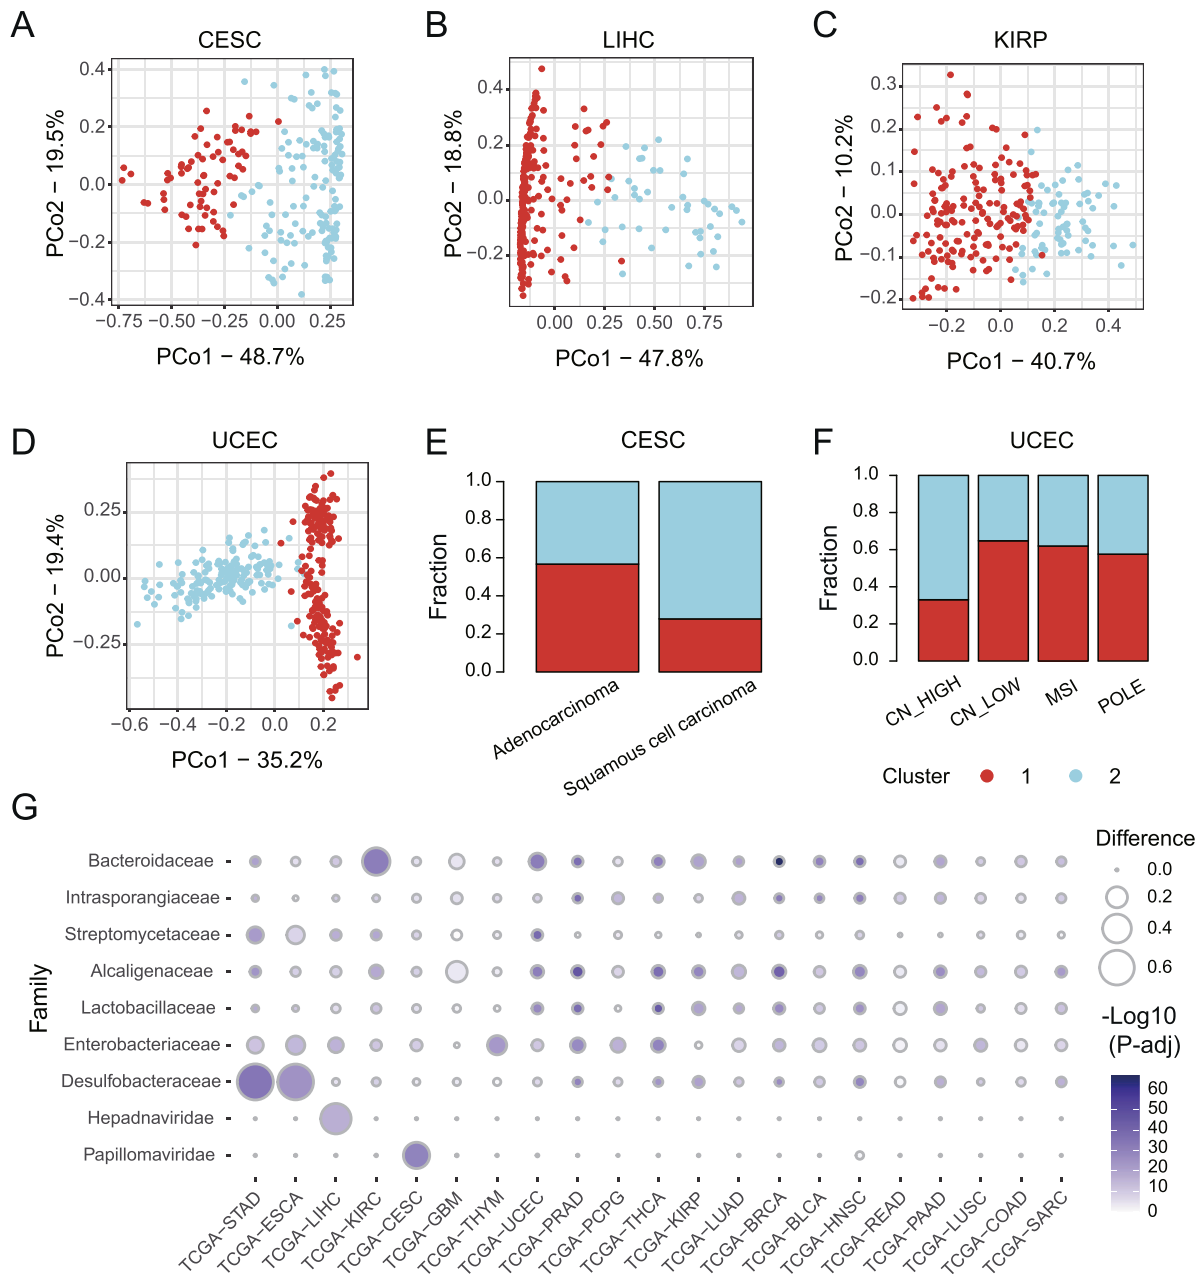 A
CESC
PCo2 − 19.5%
0.4
0.2
0.0
−0.2
−0.4
−0.75 −0.50 −0.25 0.00 0.25
PCo1 − 48.7%
B
LIHC
PCo2 − 18.8%
0.4
0.2
0.0
−0.2
0.00 0.25 0.50 0.75
PCo1 − 47.8%
C
KIRP
PCo2 − 10.2%
0.3
0.2
0.1
0.0
−0.1
−0.2
−0.2 0.0 0.2 0.4
PCo1 − 40.7%
D
UCEC
PCo2 − 19.4%
0.25
0.00
−0.25
−0.6 −0.4 −0.2 0.0 0.2
PCo1 − 35.2%
E
CESC
Fraction
1.0
0.8
0.6
0.4
0.2
0.0
Adenocarcinoma
Squamous cell carcinoma
F
UCEC
Fraction
1.0
0.8
0.6
0.4
0.2
0.0
CN_HIGH
CN_LOW
MSI
POLE
Cluster 1 2
G
Family
Bacteroidaceae
Intrasporangiaceae
Streptomycetaceae
Alcaligenaceae
Lactobacillaceae
Enterobacteriaceae
Desulfobacteraceae
Hepadnaviridae
Papillomaviridae
TCGA−STAD
TCGA−ESCA
TCGA−LIHC
TCGA−KIRC
TCGA−CESC
TCGA−GBM
TCGA−THYM
TCGA−UCEC
TCGA−PRAD
TCGA−PCPG
TCGA−THCA
TCGA−KIRP
TCGA−LUAD
TCGA−BRCA
TCGA−BLCA
TCGA−HNSC
TCGA−READ
TCGA−PAAD
TCGA−LUSC
TCGA−COAD
TCGA−SARC
Difference
0.0
0.2
0.4
0.6
-Log10
(P-adj)
60
50
40
30
20
10
0